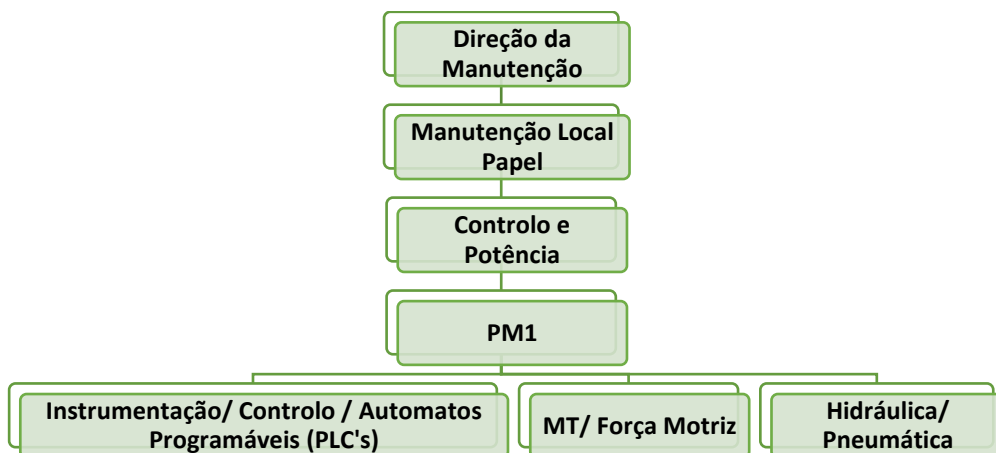 Direção da
Manutenção
Manutenção Local
Papel
Controlo e
Potência
PM1
Instrumentação/ Controlo / Automatos
Programáveis (PLC's)
MT/ Força Motriz
Hidráulica/
Pneumática